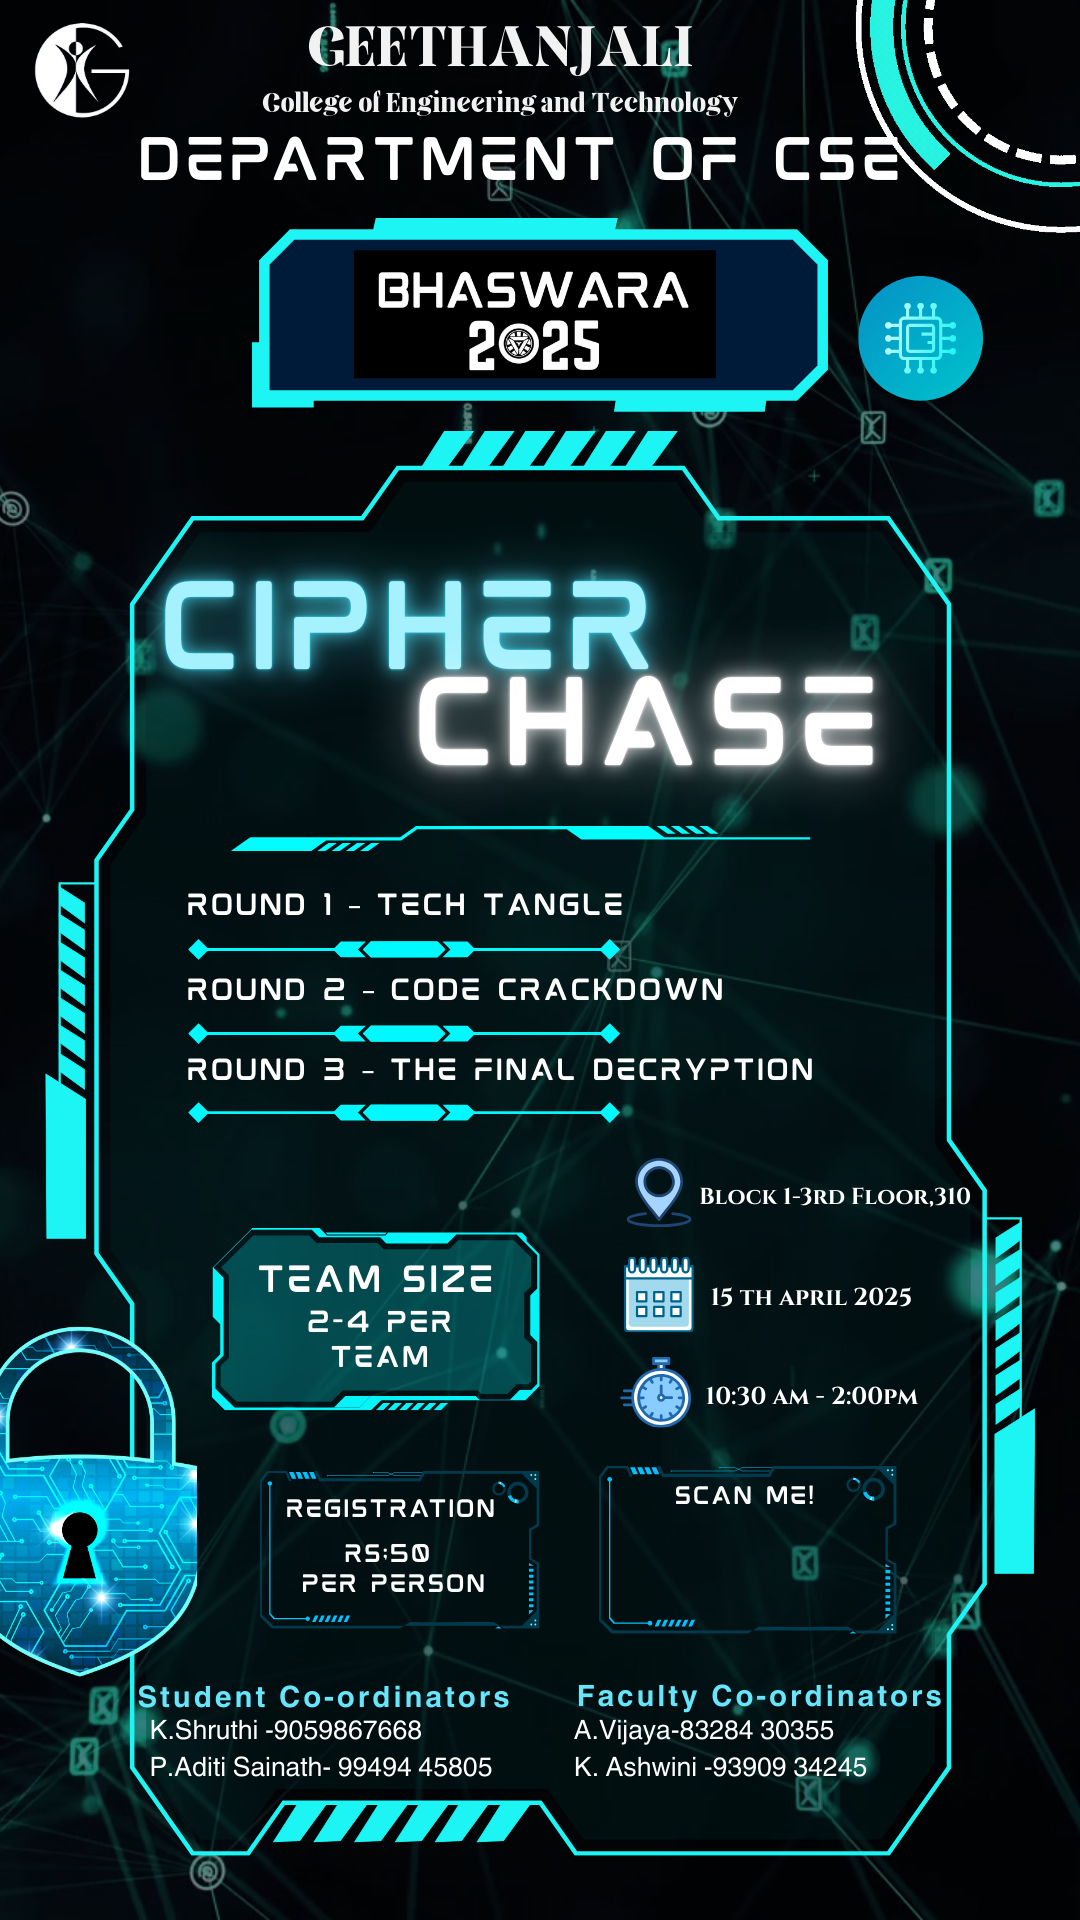 GEETHANJALI
College of Engineering and Technology
DEPARTMENT OF CSE
BHASWARA
2025
CIPHER
CHASE
ROUND 1 - TECH TANGLE
ROUND 2 - CODE CRACKDOWN
ROUND 3 - THE FINAL DECRYPTION
Block 1-3rd Floor,310
15 th april 2025
10:30 am - 2:00pm
TEAM SIZE
2-4 PER
TEAM
REGISTRATION
RS:50
PER PERSON
SCAN ME!
Student Co-ordinators
K.Shruthi -9059867668
P.Aditi Sainath- 99494 45805
Faculty Co-ordinators
A.Vijaya-83284 30355
K. Ashwini -93909 34245